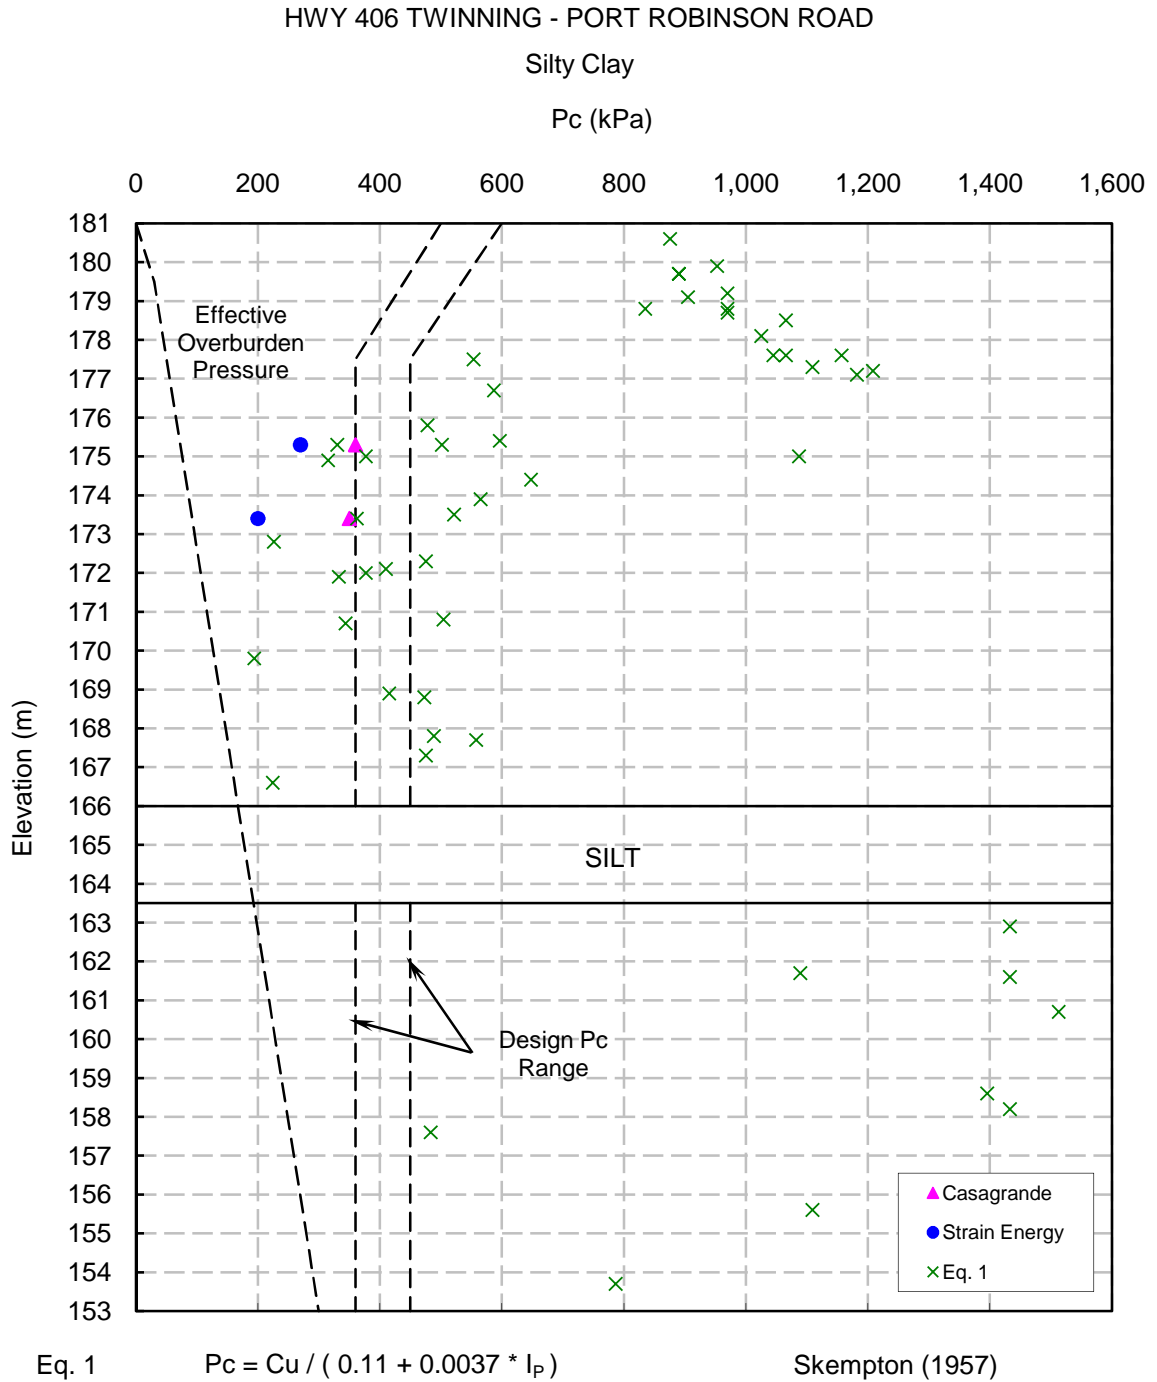 HWY 406 TWINNING - PORT ROBINSON ROAD
Silty Clay
Pc (kPa)
0 200 400 600 800 1,000 1,200 1,400 1,600
181
180
179
178
177
176
175
174
173
172
171
170
169
168
167
166
165
164
163
162
161
160
159
158
157
156
155
154
153
Elevation (m)
Effective
Overburden
Pressure
SILT
Design Pc
Range
Casagrande
Strain Energy
Eq. 1
Eq. 1 Pc = Cu / ( 0.11 + 0.0037 * IP ) Skempton (1957)